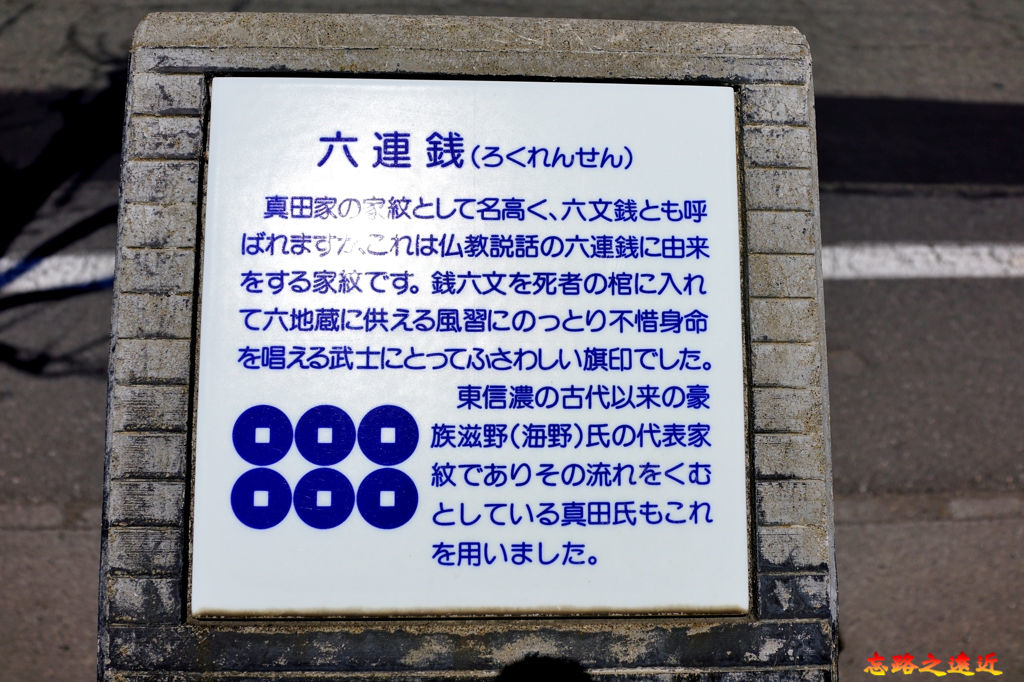 六連銭(ろくれんせん)
真田家の家紋として名高く、六文銭とも呼
ばれますが、これは仏教説話の六連銭に由来
をする家紋です。銭六文を死者の棺に入れ
て六地蔵に供える風習にのっとり不惜身命
を唱える武士にとってふさわしい旗印でした。
東信濃の古代以来の豪
族滋野(海野)氏の代表家
紋でありその流れをくむ
としている真田氏もこれ
を用いました。
忘路之遠近